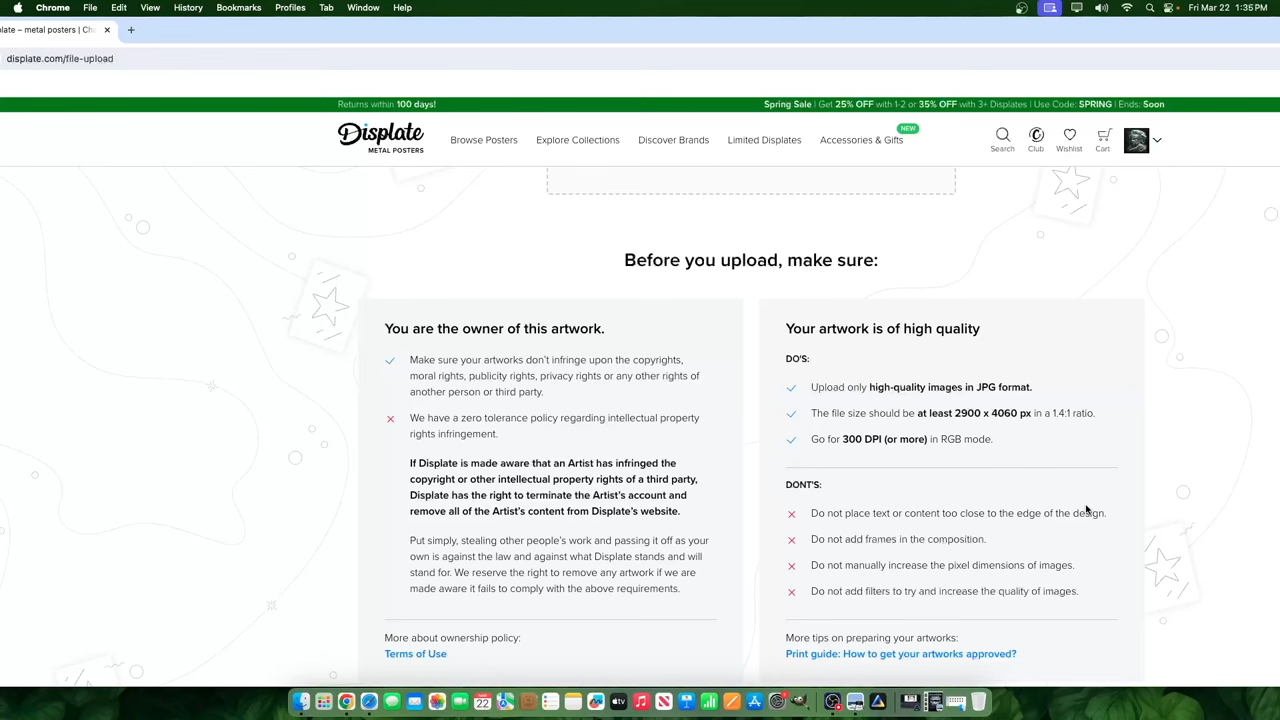 Chrome File Edit View History Bookmarks Profiles Tab Window Help Fri Mar 22 1:35 PM
late – metal posters | Ch
displate.com/file-upload
Returns within 100 days! Spring Sale | Get 25% OFF with 1-2 or 35% OFF with 3+ Displates | Use Code: SPRING | Ends: Soon
Displate
METAL POSTERS
Browse Posters Explore Collections Discover Brands Limited Displates Accessories & Gifts
NEW
Search Club Wishlist Cart
Before you upload, make sure:
You are the owner of this artwork.
Make sure your artworks don't infringe upon the copyrights,
moral rights, publicity rights, privacy rights or any other rights of
another person or third party.
We have a zero tolerance policy regarding intellectual property
rights infringement.
If Displate is made aware that an Artist has infringed the
copyright or other intellectual property rights of a third party,
Displate has the right to terminate the Artist's account and
remove all of the Artist's content from Displate's website.
Put simply, stealing other people's work and passing it off as your
own is against the law and against what Displate stands and will
stand for. We reserve the right to remove any artwork if we are
made aware it fails to comply with the above requirements.
More about ownership policy:
Terms of Use
Your artwork is of high quality
DO'S:
Upload only high-quality images in JPG format.
The file size should be at least 2900 x 4060 px in a 1.4:1 ratio.
Go for 300 DPI (or more) in RGB mode.
DONT'S:
Do not place text or content too close to the edge of the design.
Do not add frames in the composition.
Do not manually increase the pixel dimensions of images.
Do not add filters to try and increase the quality of images.
More tips on preparing your artworks:
Print guide: How to get your artworks approved?
22